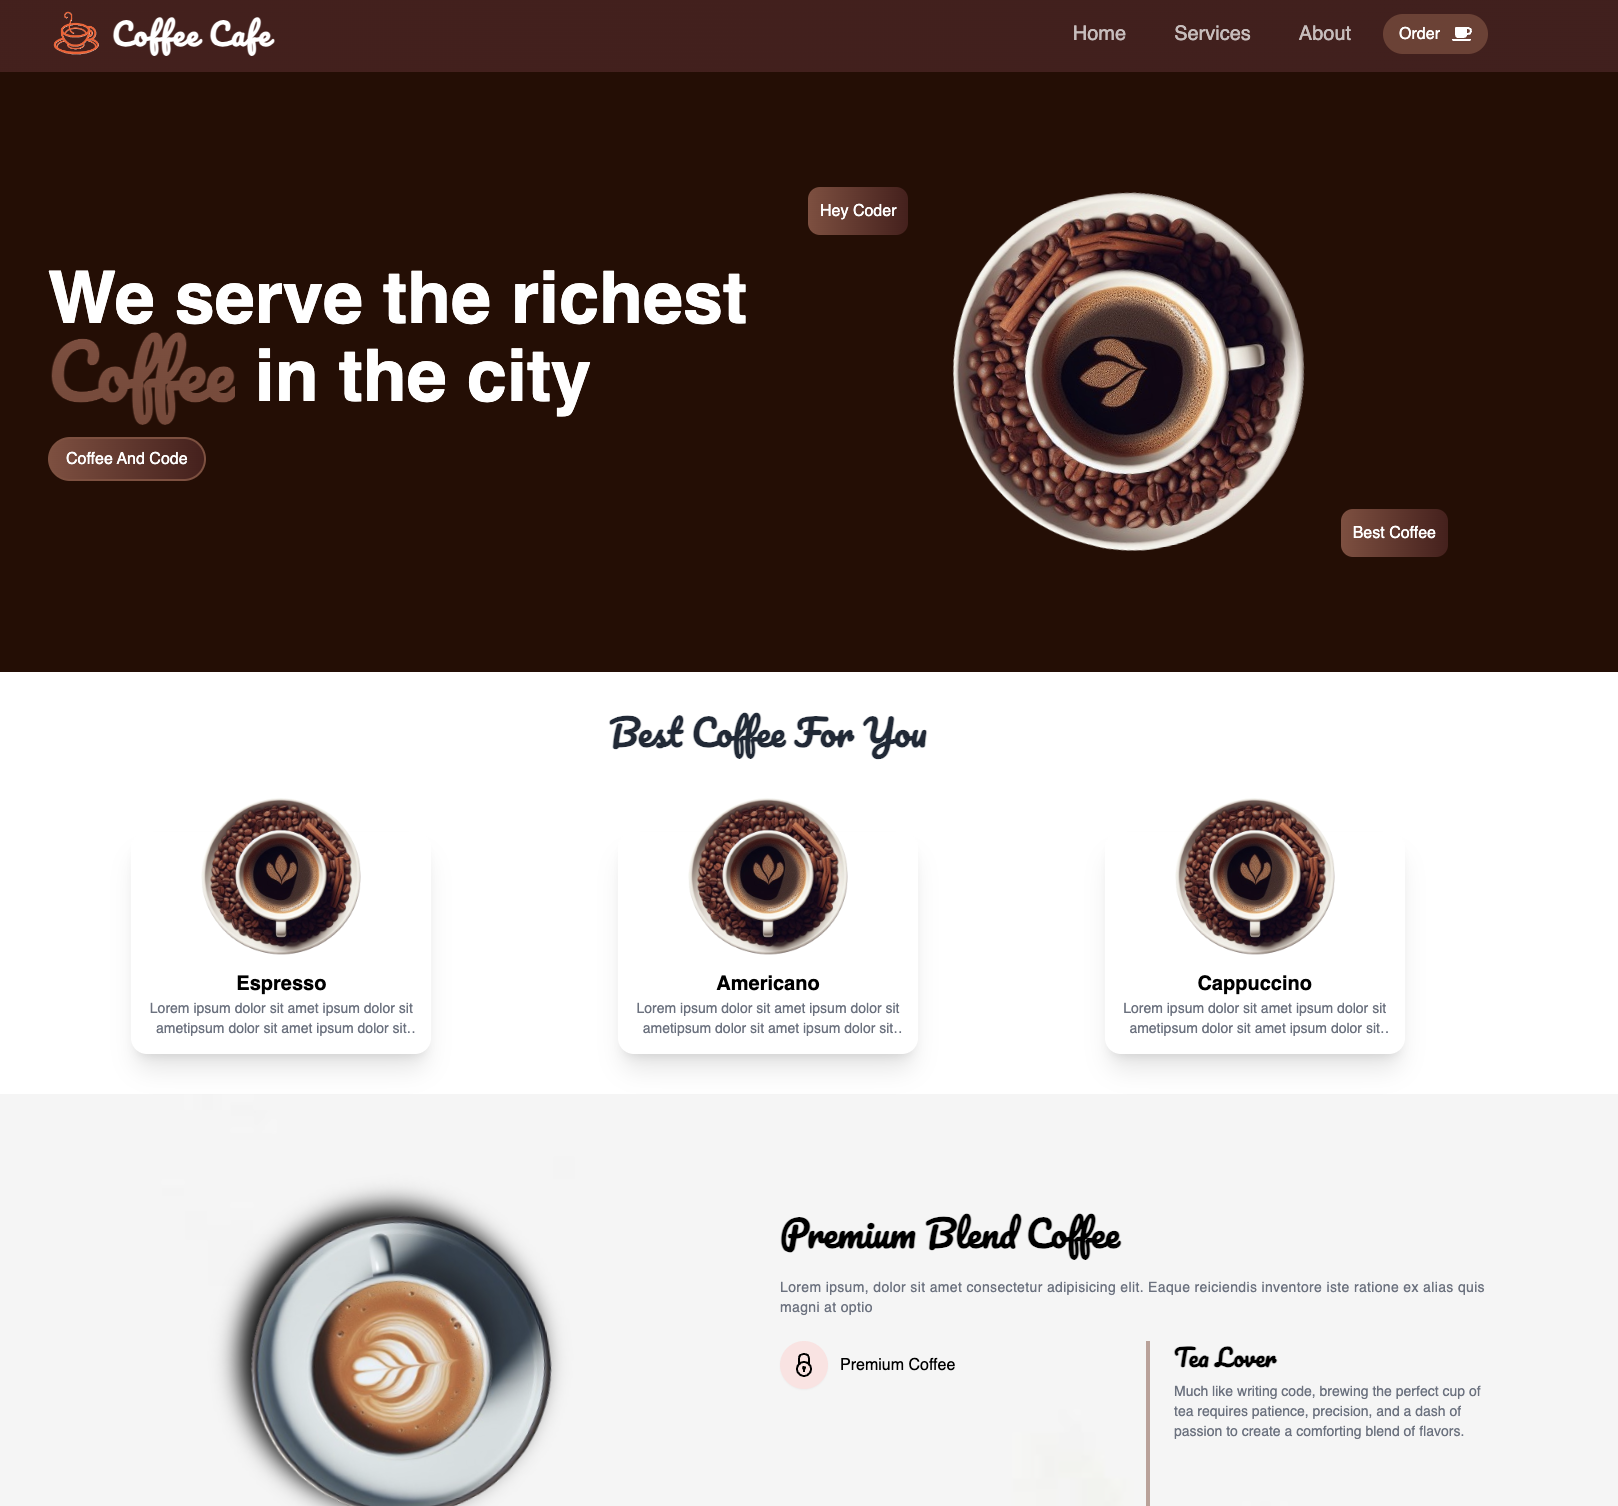 Coffee Cafe
Home Services About Order
Hey Coder
We serve the richest
Coffee in the city
Coffee And Code
Best Coffee
Best Coffee For You
Espresso
Lorem ipsum dolor sit amet ipsum dolor sit
ametipsum dolor sit amet ipsum dolor sit..
Americano
Lorem ipsum dolor sit amet ipsum dolor sit
ametipsum dolor sit amet ipsum dolor sit..
Cappuccino
Lorem ipsum dolor sit amet ipsum dolor sit
ametipsum dolor sit amet ipsum dolor sit..
Premium Blend Coffee
Lorem ipsum, dolor sit amet consectetur adipisicing elit. Eaque reiciendis inventore iste ratione ex alias quis
magni at optio
Premium Coffee
Tea Lover
Much like writing code, brewing the perfect cup of
tea requires patience, precision, and a dash of
passion to create a comforting blend of flavors.